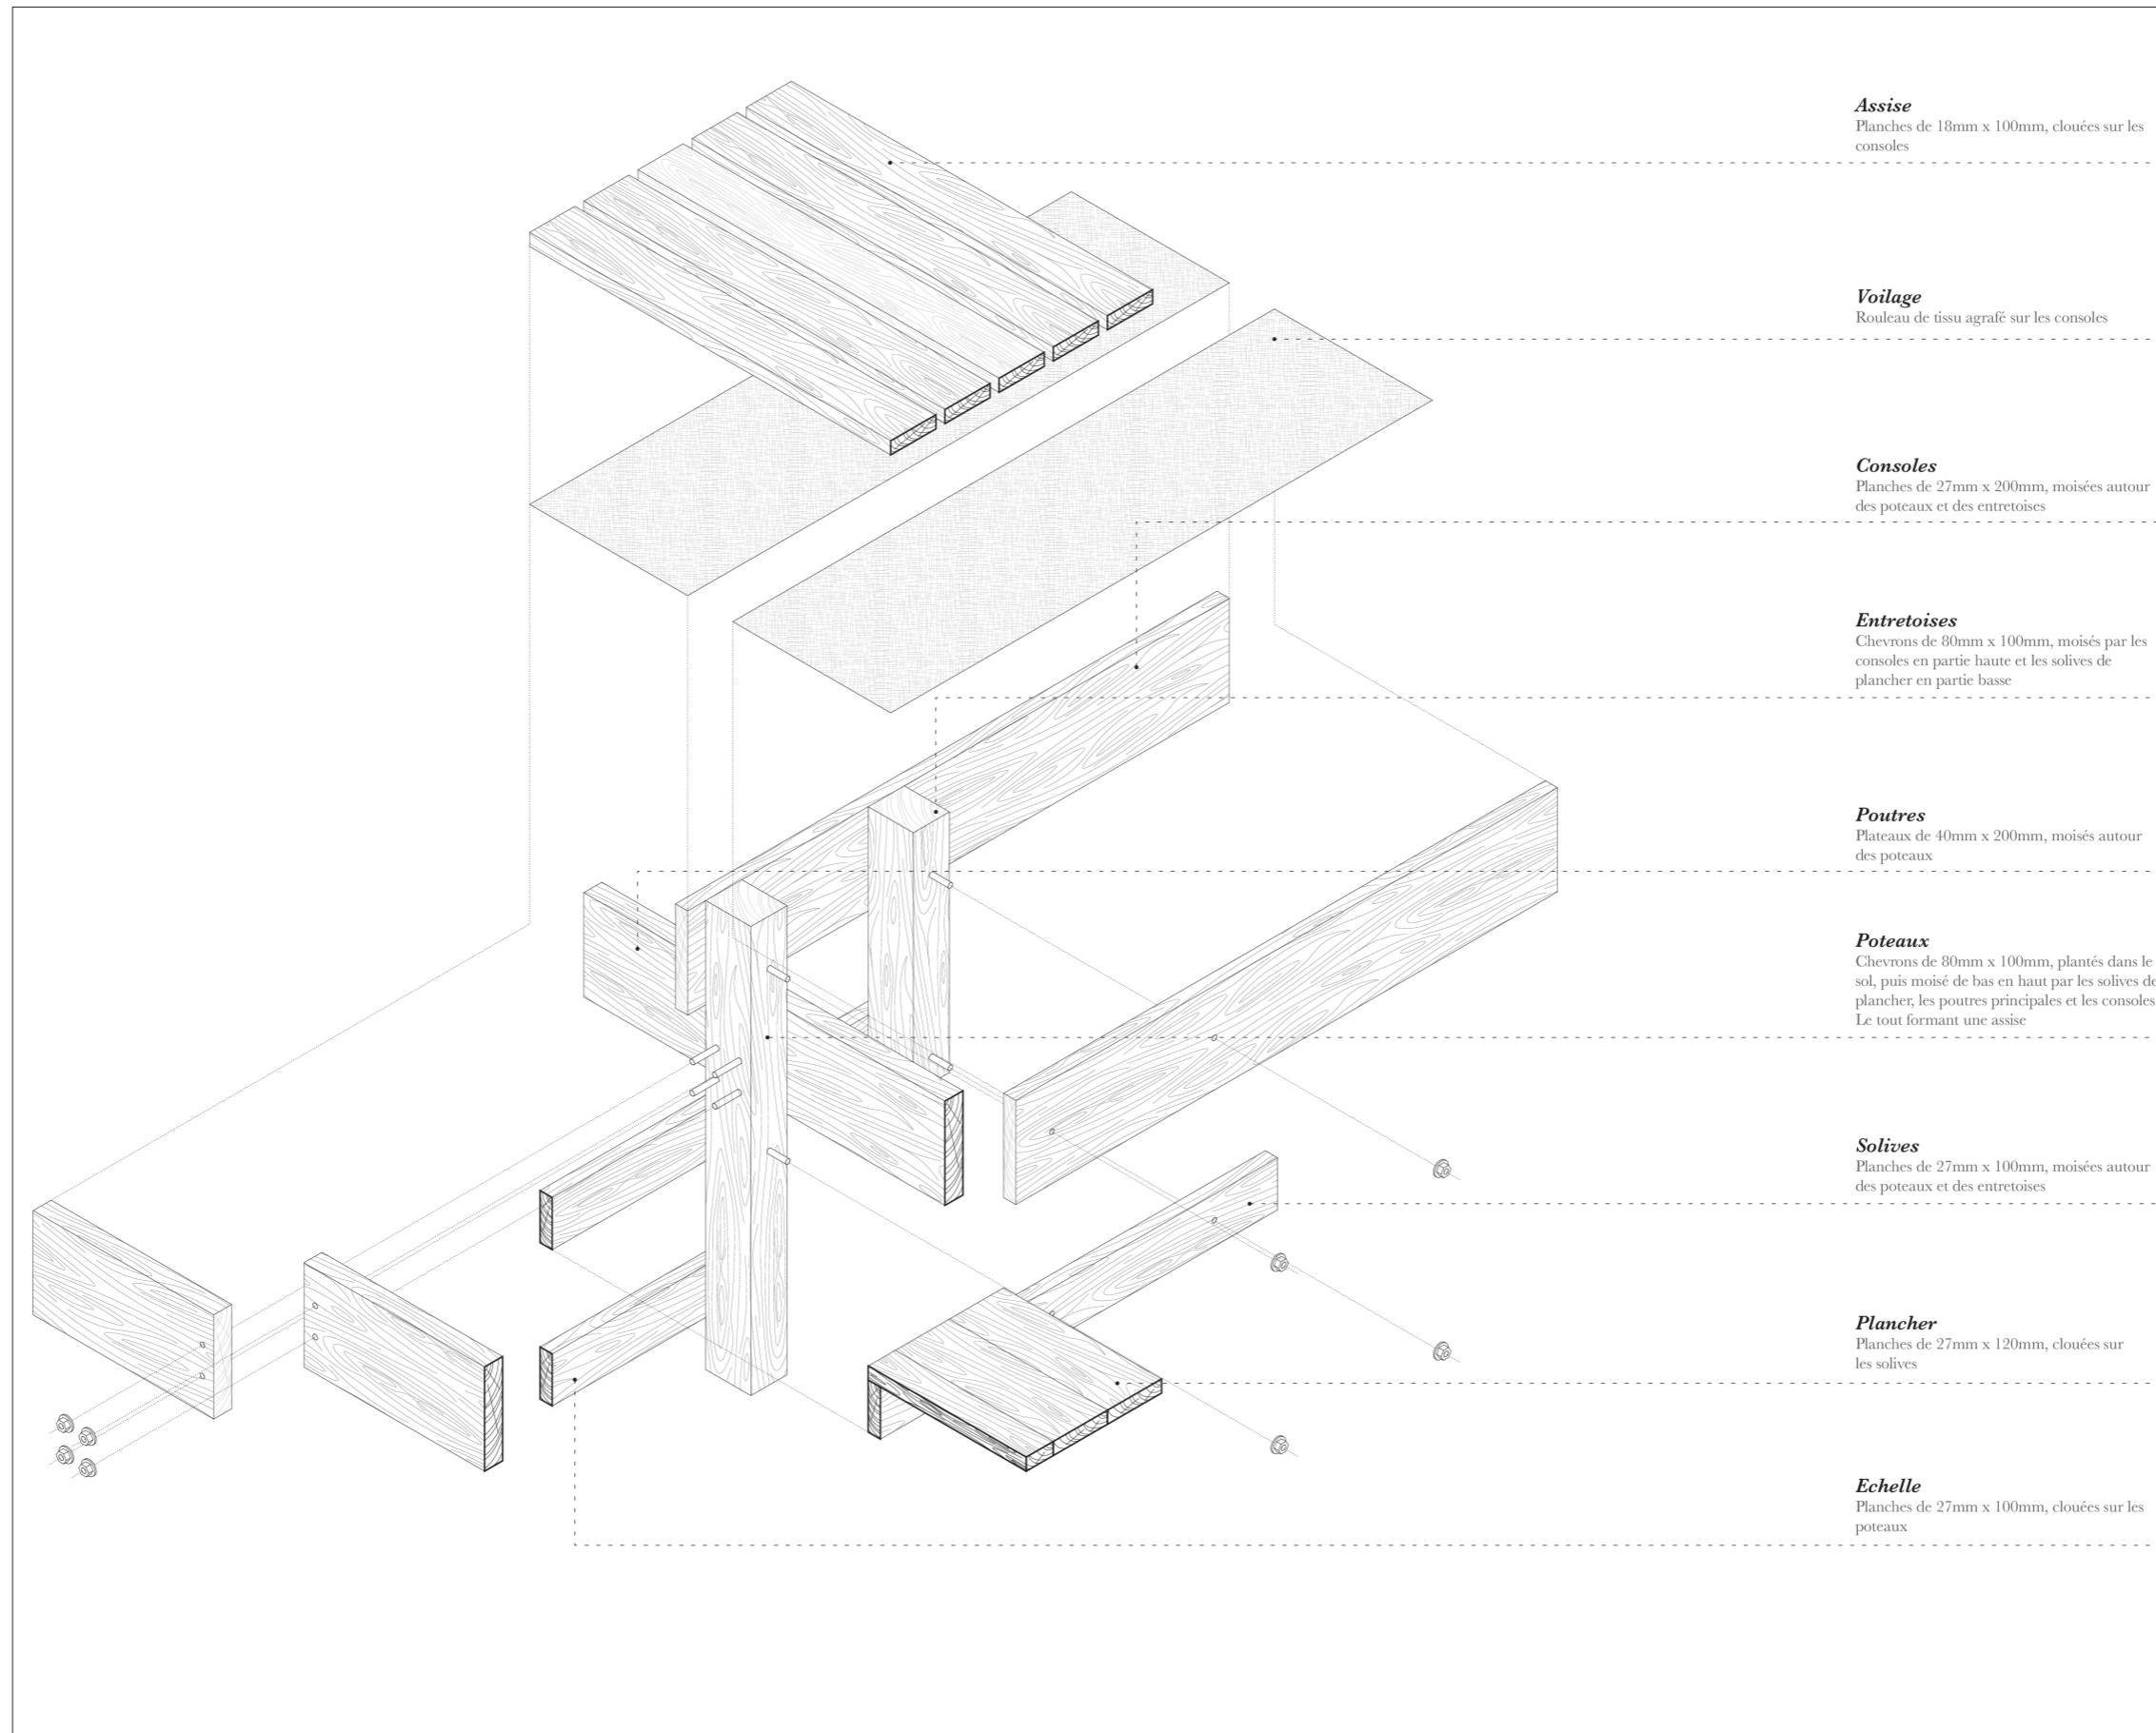 Assise
Planches de 18mm x 100mm, clouées sur les
consoles
Voilage
Rouleau de tissu agrafé sur les consoles
Consoles
Planches de 27mm x 200mm, moisées autour
des poteaux et des entretoises
Entretoises
Chevrons de 80mm x 100mm, moisés par les
consoles en partie haute et les solives de
plancher en partie basse
Poutres
Plateaux de 40mm x 200mm, moisés autour
des poteaux
Poteaux
Chevrons de 80mm x 100mm, plantés dans le
sol, puis moisé de bas en haut par les solives de
plancher, les poutres principales et les consoles
Le tout formant une assise
Solives
Planches de 27mm x 100mm, moisées autour
des poteaux et des entretoises
Plancher
Planches de 27mm x 120mm, clouées sur
les solives
Echelle
Planches de 27mm x 100mm, clouées sur les
poteaux